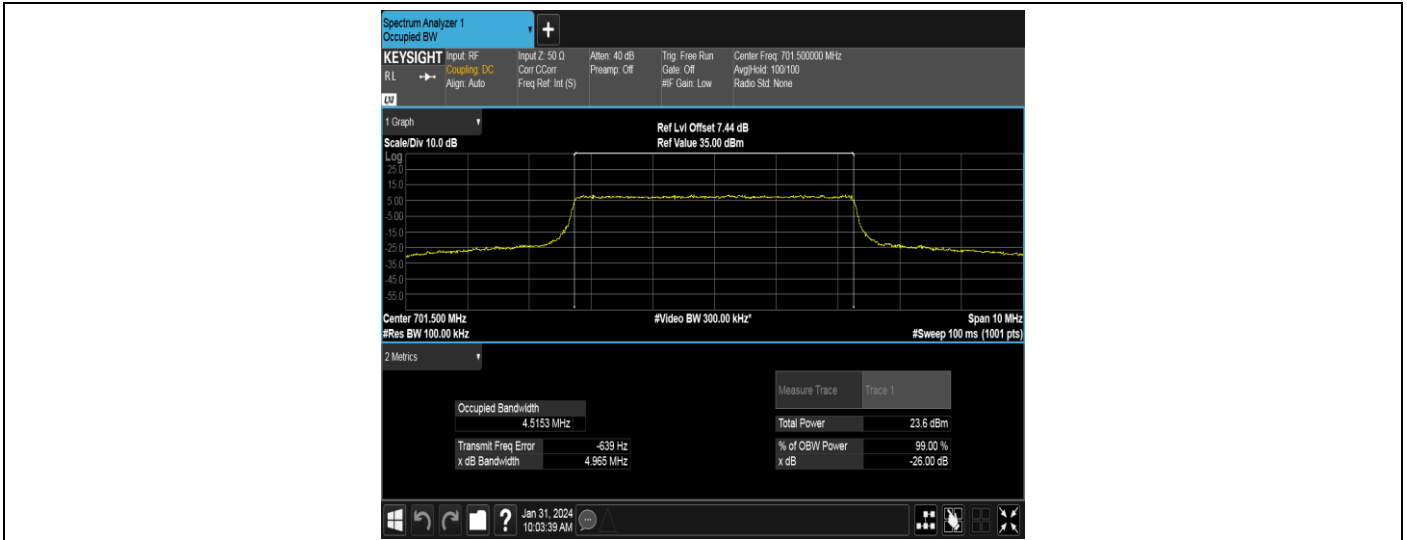 Spectrum Analyzer 1
Occupied BW
+
KEYSIGHT Input: RF Input Z: 50 Ω Atten: 40 dB Trig: Free Run Center Freq: 701.500000 MHz
RL Coupling: DC Corr CCorr Preamp: Off Gate: Off Avg|Hold: 100/100
Align: Auto Freq Ref: Int (S) #IF Gain: Low Radio Std: None
LXI
1 Graph
Ref Lvl Offset 7.44 dB
Scale/Div 10.0 dB Ref Value 35.00 dBm
Log
25.0
15.0
5.00
-5.00
-15.0
-25.0
-35.0
-45.0
-55.0
Center 701.500 MHz #Video BW 300.00 kHz* Span 10 MHz
#Res BW 100.00 kHz #Sweep 100 ms (1001 pts)
2 Metrics
Measure Trace Trace 1
Occupied Bandwidth
4.5153 MHz
Total Power 23.6 dBm
Transmit Freq Error -639 Hz % of OBW Power 99.00 %
x dB Bandwidth 4.965 MHz x dB -26.00 dB
? Jan 31, 2024
10:03:39 AM